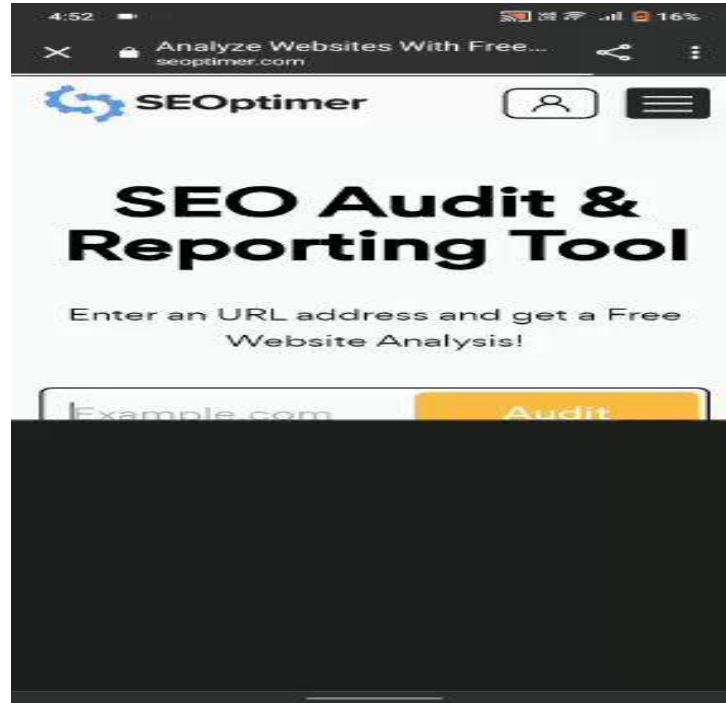 4:52 16%
Analyze Websites With Free...
seoptimer.com
SEOptimer
SEO Audit &
Reporting Tool
Enter an URL address and get a Free
Website Analysis!
Example.com Audit